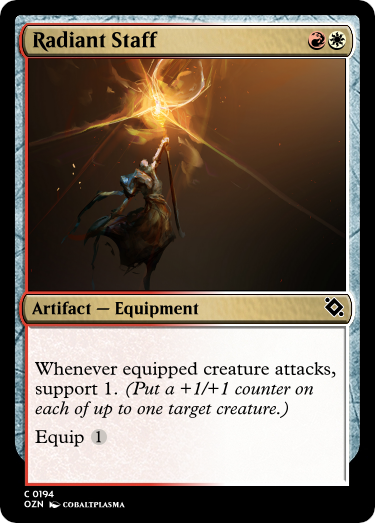 Radiant Staff
Artifact — Equipment
Whenever equipped creature attacks,
support 1. (Put a +1/+1 counter on
each of up to one target creature.)
Equip 1
C 0194
OZN COBALTPLASMA